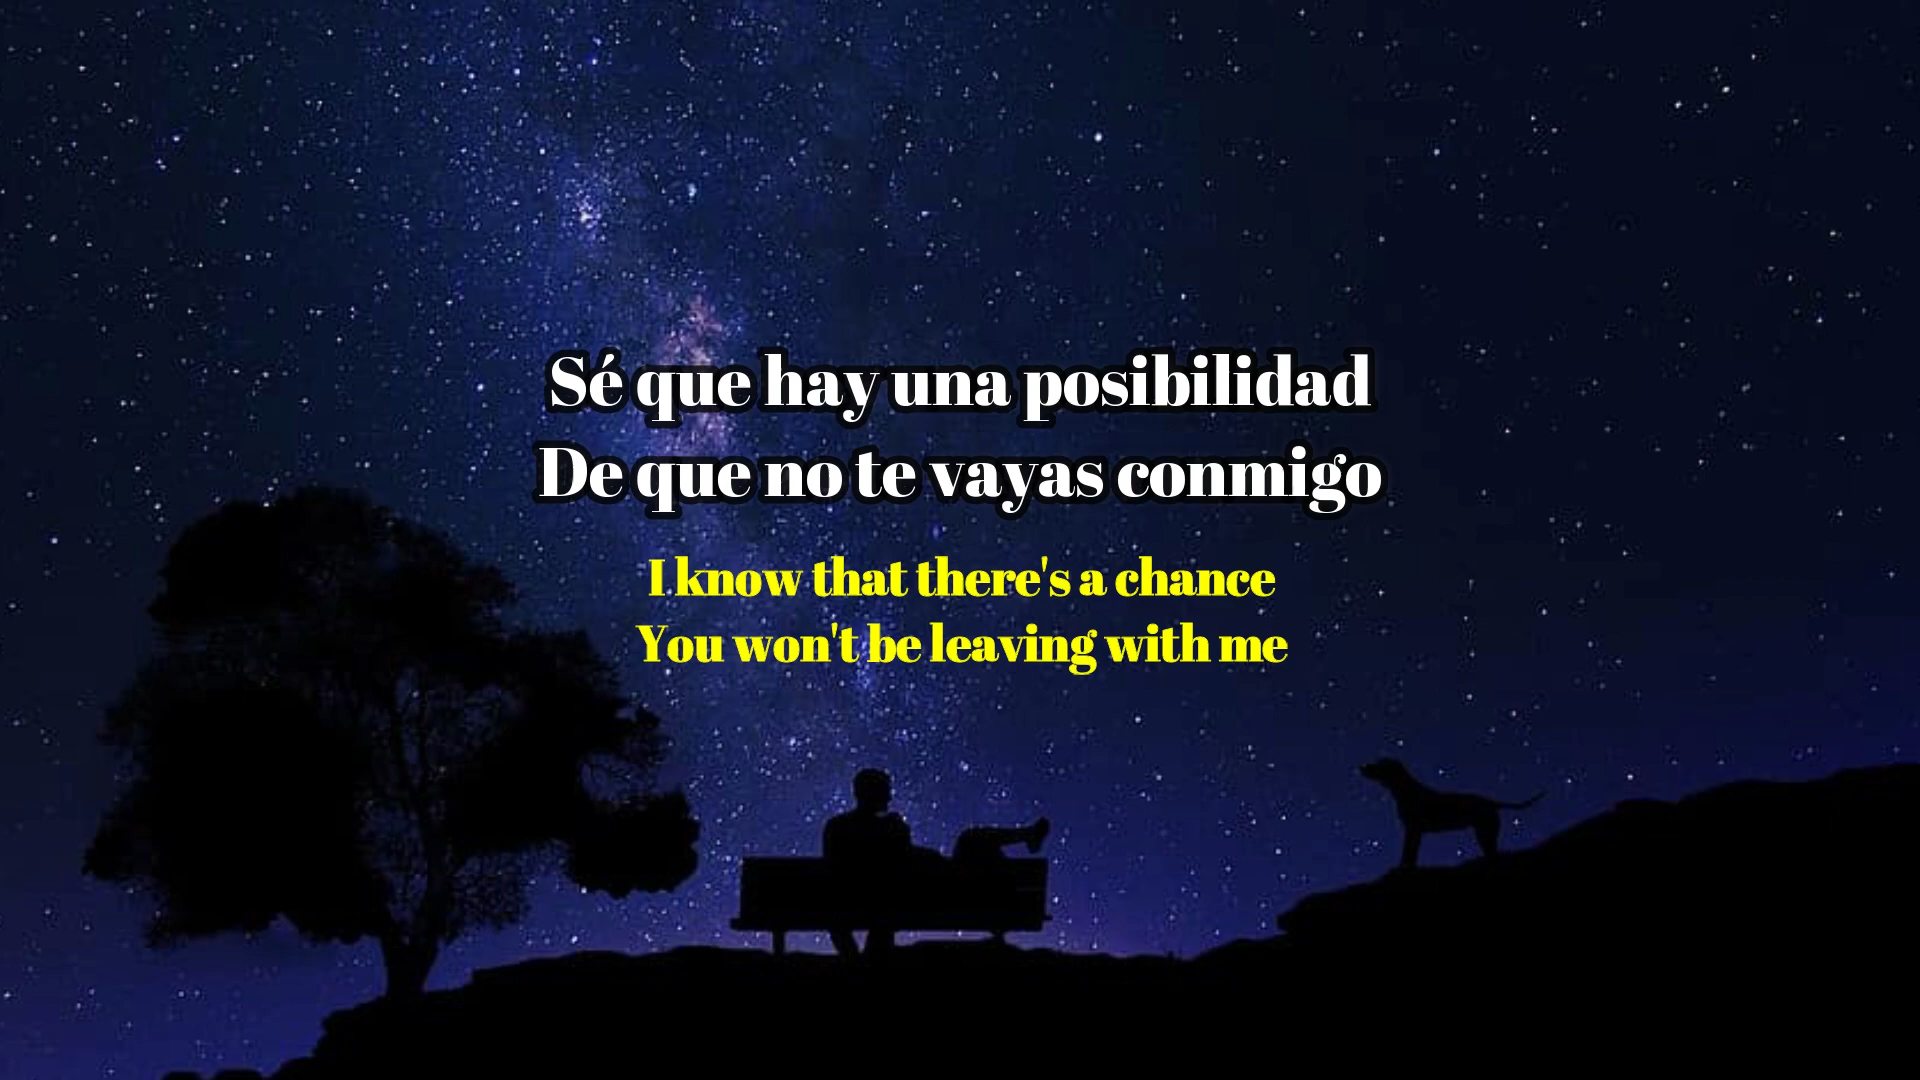 Sé que hay una posibilidad
De que no te vayas conmigo
I know that there's a chance
You won't be leaving with me